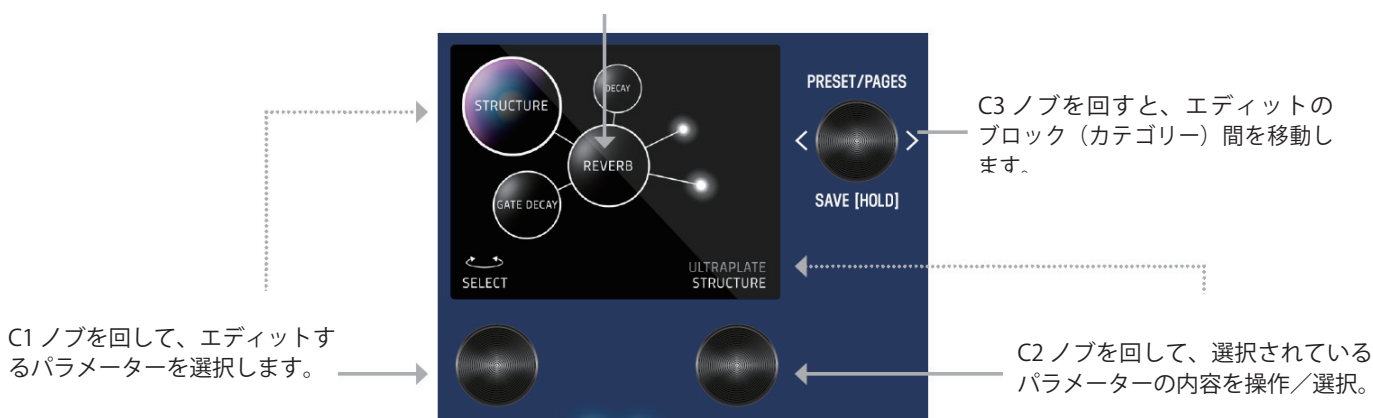 STRUCTURE
DECAY
REVERB
GATE DECAY
SELECT
ULTRAPLATE
STRUCTURE
PRESET/PAGES
< >
SAVE [HOLD]
C3 ノブを回すと、エディットの
ブロック（カテゴリー）間を移動し
ます。
C1 ノブを回して、エディットす
るパラメーターを選択します。
C2 ノブを回して、選択されている
パラメーターの内容を操作／選択。